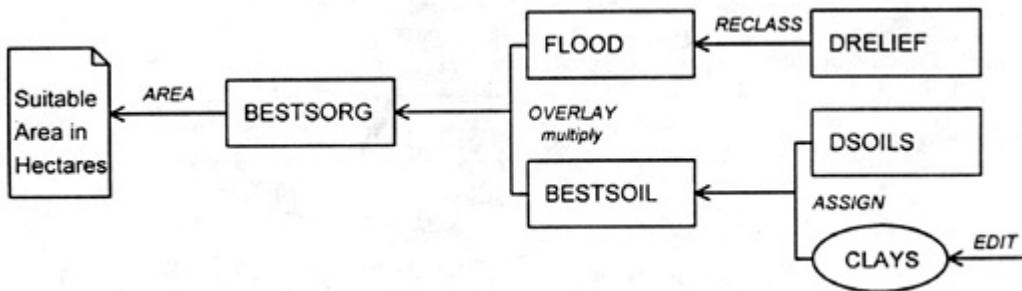 Suitable
Area in
Hectares
AREA
BESTSORG
OVERLAY
multiply
FLOOD
RECLASS
DRELIEF
BESTSOIL
ASSIGN
DSOILS
CLAYS
EDIT